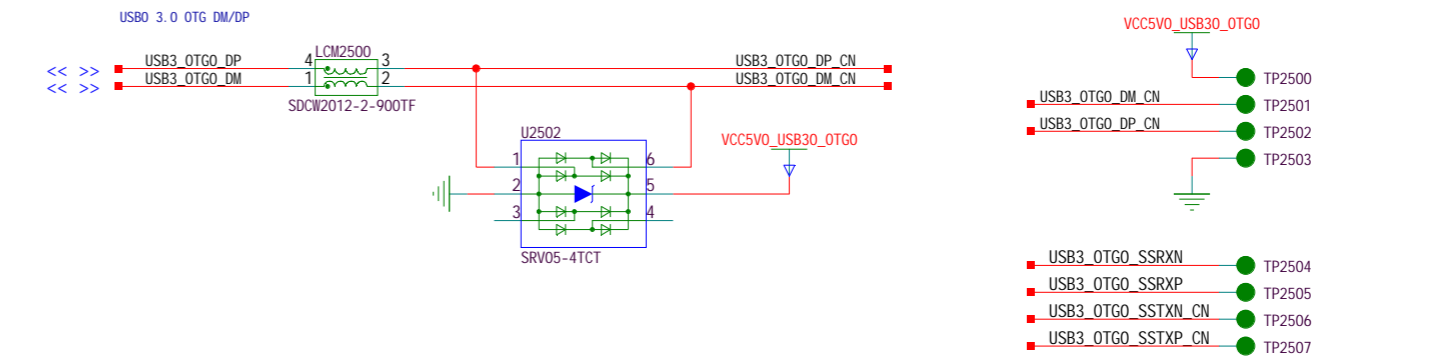 USB0 3.0 OTG DM/DP
<< >>
<< >>
USB3_OTG0_DP
USB3_OTG0_DM
LCM2500
4
3
1
2
SDCW2012-2-900TF
USB3_OTG0_DP_CN
USB3_OTG0_DM_CN
U2502
1
6
2
5
3
4
SRV05-4TCT
VCC5V0_USB30_OTG0
VCC5V0_USB30_OTG0
TP2500
USB3_OTG0_DM_CN
TP2501
USB3_OTG0_DP_CN
TP2502
TP2503
USB3_OTG0_SSRXN
TP2504
USB3_OTG0_SSRXP
TP2505
USB3_OTG0_SSTXN_CN
TP2506
USB3_OTG0_SSTXP_CN
TP2507